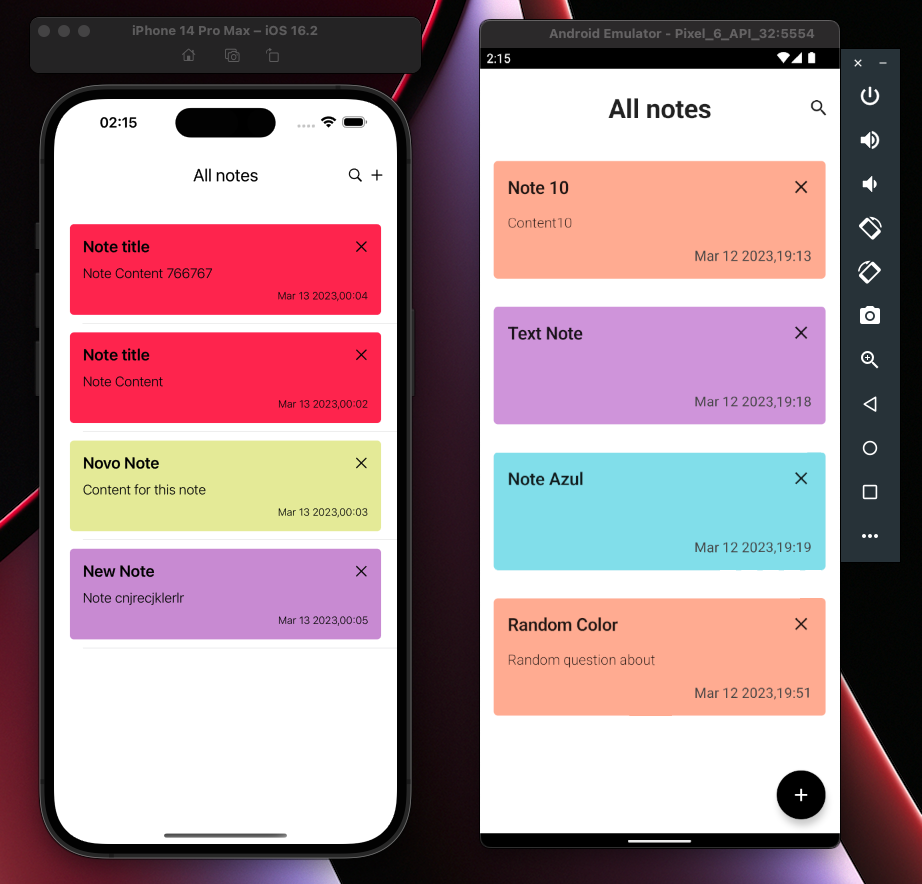 iPhone 14 Pro Max – iOS 16.2
02:15
All notes
Note title
Note Content 766767
Mar 13 2023,00:04
Note title
Note Content
Mar 13 2023,00:02
Novo Note
Content for this note
Mar 13 2023,00:03
New Note
Note cnjrecjklerlr
Mar 13 2023,00:05
Android Emulator - Pixel_6_API_32:5554
2:15
All notes
Note 10
Content10
Mar 12 2023,19:13
Text Note
Mar 12 2023,19:18
Note Azul
Mar 12 2023,19:19
Random Color
Random question about
Mar 12 2023,19:51